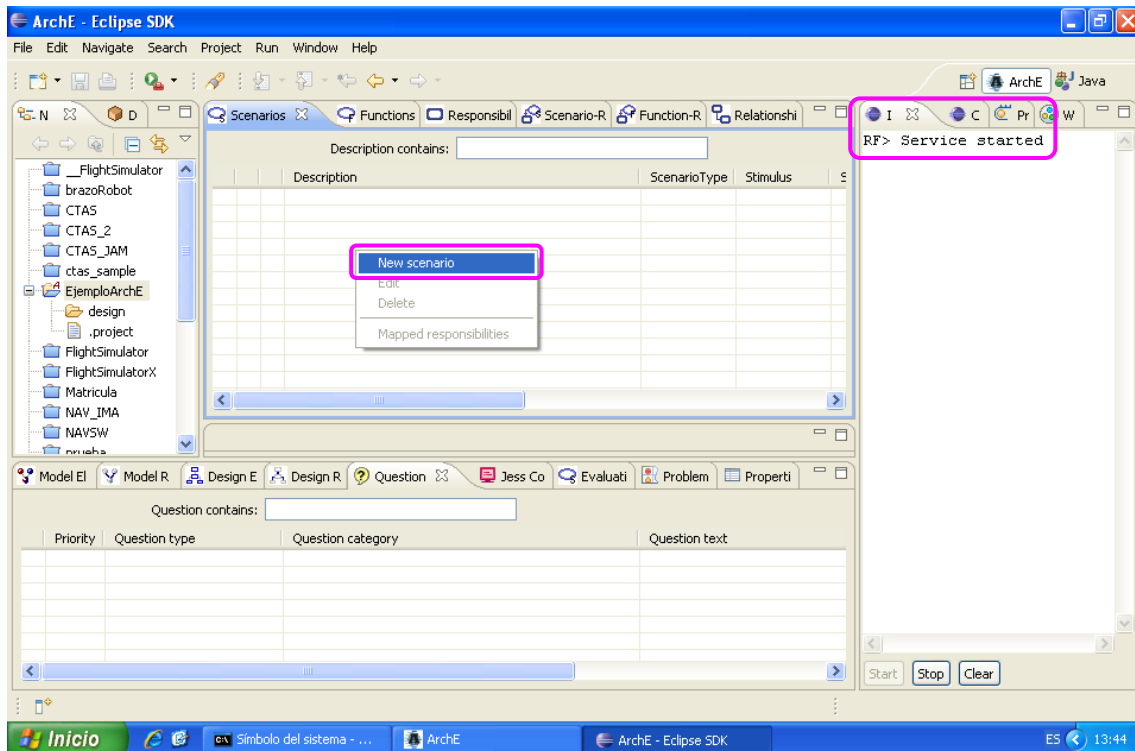 ArchE - Eclipse SDK
File Edit Navigate Search Project Run Window Help
ArchE Java
N D
Scenarios Functions Responsibil Scenario-R Function-R Relationshi
I C Pr W
Description contains:
RF> Service started
Description ScenarioType Stimulus S
__FlightSimulator
brazoRobot
CTAS
CTAS_2
CTAS_JAM
ctas_sample
EjemploArchE
design
.project
FlightSimulator
FlightSimulatorX
Matricula
NAV_IMA
NAVSW
prueba
New scenario
Edit
Delete
Mapped responsibilities
Model El Model R Design E Design R Question Jess Co Evaluati Problem Properti
Question contains:
Priority Question type Question category Question text
Start Stop Clear
Inicio Símbolo del sistema - ... ArchE ArchE - Eclipse SDK ES 13:44